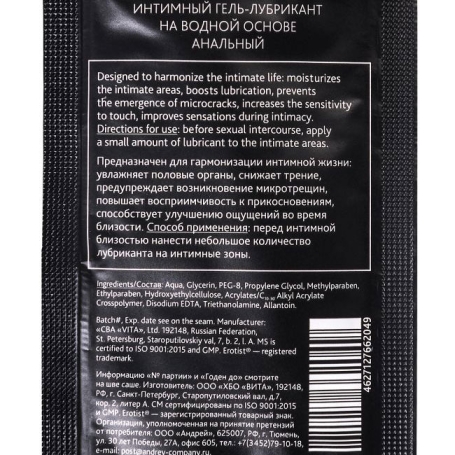 ИНТИМНЫЙ ГЕЛЬ-ЛУБРИКАНТ
НА ВОДНОЙ ОСНОВЕ
АНАЛЬНЫЙ
Designed to harmonize the intimate life: moisturizes
the intimate areas, boosts lubrication, prevents
the emergence of microcracks, increases the sensitivity
to touch, improves sensations during intimacy.
Directions for use: before sexual intercourse, apply
a small amount of lubricant to the intimate areas.
Предназначен для гармонизации интимной жизни:
увлажняет половые органы, снижает трение,
предупреждает возникновение микротрещин,
повышает восприимчивость к прикосновениям,
способствует улучшению ощущений во время
близости. Способ применения: перед интимной
близостью нанести небольшое количество
лубриканта на интимные зоны.
Ingredients/Состав: Aqua, Glycerin, PEG-8, Propylene Glycol, Methylparaben,
Ethylparaben, Hydroxyethylcellulose, Acrylates/C10-30 Alkyl Acrylate
Crosspolymer, Disodium EDTA, Triethanolamine, Allantoin.
Batch#, Exp. date see on the seam. Manufacturer:
«CBA «VITA», Ltd. 192148, Russian Federation,
St. Petersburg, Staroputilovskiy val, 7, b. 2, l. A. MS is
certified to ISO 9001:2015 and GMP. Erotist® — registered
trademark.
Информацию «№ партии» и «Годен до» смотрите
на шве саше. Изготовитель: ООО «ХБО «ВИТА», 192148,
РФ, г. Санкт-Петербург, Старопутиловский вал, д.7,
кор. 2, литер А. СМ сертифицированы по ISO 9001:2015
и GMP. Erotist® — зарегистрированный товарный знак.
Организация, уполномоченная на принятие претензий
от потребителей: ООО «Андрей», 625007, РФ, г. Тюмень,
ул. 30 лет Победы, 27А, офис 605, тел.: +7(3452)79-10-18,
e-mail: post@andrey-company.ru.
4627127662049